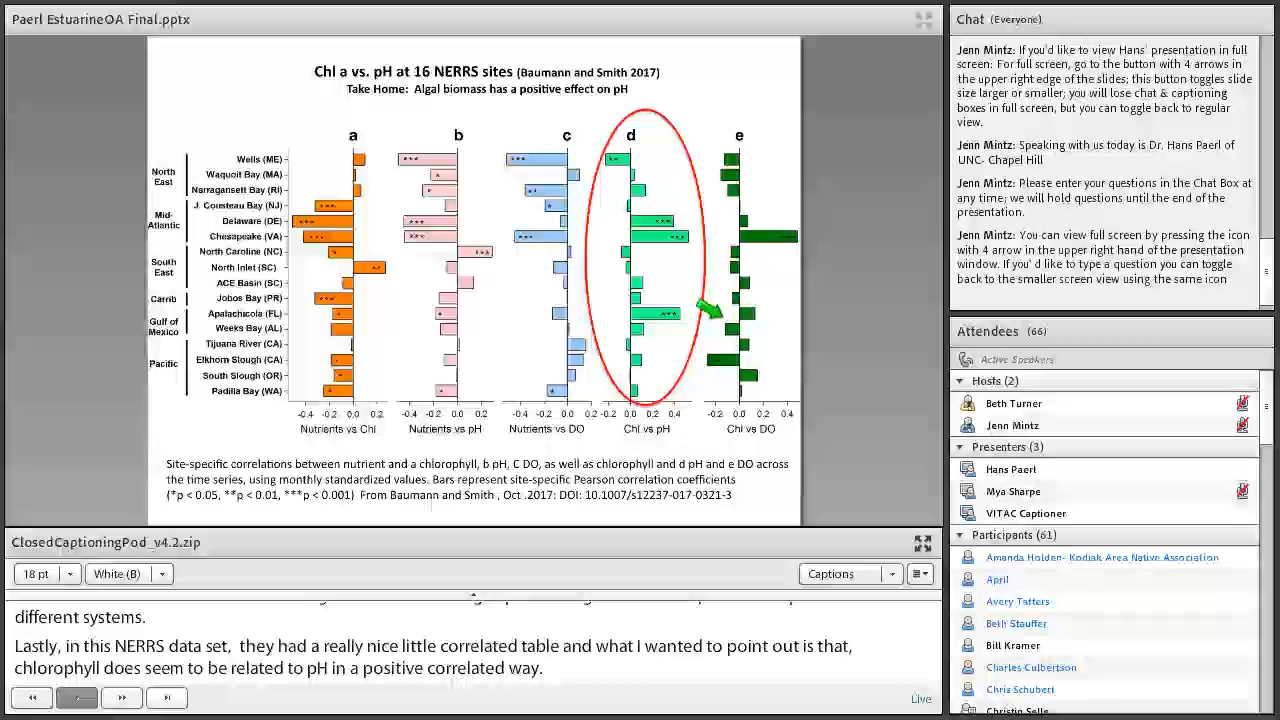 Paerl EstuarineOA Final.pptx
Chl a vs. pH at 16 NERRS sites (Baumann and Smith 2017)
Take Home: Algal biomass has a positive effect on pH
a
b
c
d
e
North
East
Mid-
Atlantic
South
East
Carrib
Gulf of
Mexico
Pacific
Wells (ME)
Waquoit Bay (MA)
Narragansett Bay (RI)
J. Cousteau Bay (NJ)
Delaware (DE)
Chesapeake (VA)
North Carolina (NC)
North Inlet (SC)
ACE Basin (SC)
Jobos Bay (PR)
Apalachicola (FL)
Weeks Bay (AL)
Tijuana River (CA)
Elkhorn Slough (CA)
South Slough (OR)
Padilla Bay (WA)
-0.4 -0.2 0.0 0.2
-0.4 -0.2 0.0 0.2
-0.4 -0.2 0.0 0.2
-0.2 0.0 0.2 0.4
-0.2 0.0 0.2 0.4
Nutrients vs Chl
Nutrients vs pH
Nutrients vs DO
Chl vs pH
Chl vs DO
Site-specific correlations between nutrient and a chlorophyll, b pH, C DO, as well as chlorophyll and d pH and e DO across
the time series, using monthly standardized values. Bars represent site-specific Pearson correlation coefficients
(*p < 0.05, **p < 0.01, ***p < 0.001) From Baumann and Smith , Oct .2017: DOI: 10.1007/s12237-017-0321-3
ClosedCaptioningPod_v4.2.zip
18 pt
White (B)
Captions
different systems.
Lastly, in this NERRS data set, they had a really nice little correlated table and what I wanted to point out is that,
chlorophyll does seem to be related to pH in a positive correlated way.
Live
Chat (Everyone)
Jenn Mintz: If you'd like to view Hans' presentation in full
screen: For full screen, go to the button with 4 arrows in
the upper right edge of the slides; this button toggles slide
size larger or smaller; you will lose chat & captioning
boxes in full screen, but you can toggle back to regular
view.
Jenn Mintz: Speaking with us today is Dr. Hans Paerl of
UNC- Chapel Hill
Jenn Mintz: Please enter your questions in the Chat Box at
any time; we will hold questions until the end of the
presentation.
Jenn Mintz: You can view full screen by pressing the icon
with 4 arrow in the upper right hand of the presentation
window. If you' d like to type a question you can toggle
back to the smaller screen view using the same icon
Attendees (66)
Active Speakers
Hosts (2)
Beth Turner
Jenn Mintz
Presenters (3)
Hans Paerl
Mya Sharpe
VITAC Captioner
Participants (61)
Amanda Holden- Kodiak Area Native Association
April
Avery Tatters
Beth Stauffer
Bill Kramer
Charles Culbertson
Chris Schubert
Christin Selle